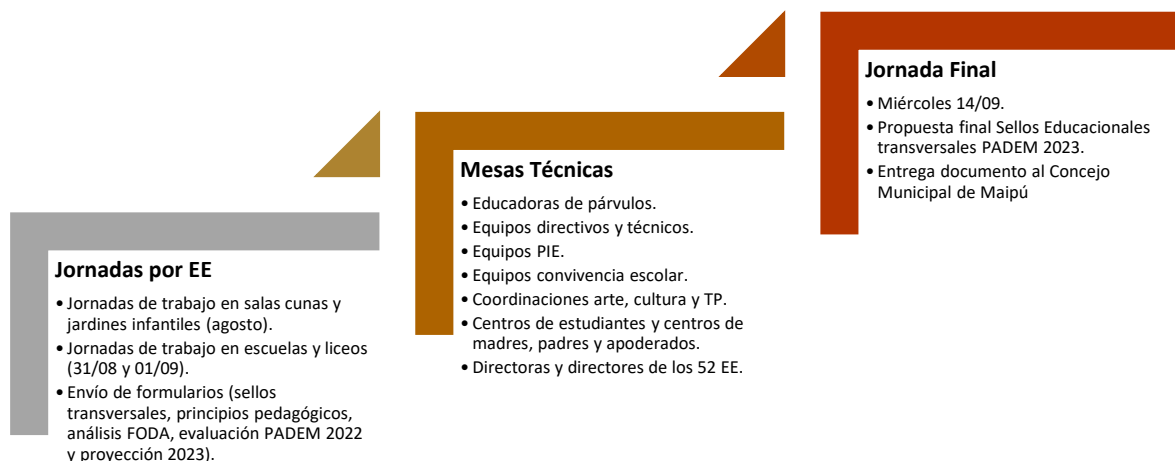 Jornadas por EE
• Jornadas de trabajo en salas cunas y
jardines infantiles (agosto).
• Jornadas de trabajo en escuelas y liceos
(31/08 y 01/09).
• Envío de formularios (sellos
transversales, principios pedagógicos,
análisis FODA, evaluación PADEM 2022
y proyección 2023).
Mesas Técnicas
• Educadoras de párvulos.
• Equipos directivos y técnicos.
• Equipos PIE.
• Equipos convivencia escolar.
• Coordinaciones arte, cultura y TP.
• Centros de estudiantes y centros de
madres, padres y apoderados.
• Directoras y directores de los 52 EE.
Jornada Final
• Miércoles 14/09.
• Propuesta final Sellos Educacionales
transversales PADEM 2023.
• Entrega documento al Concejo
Municipal de Maipú